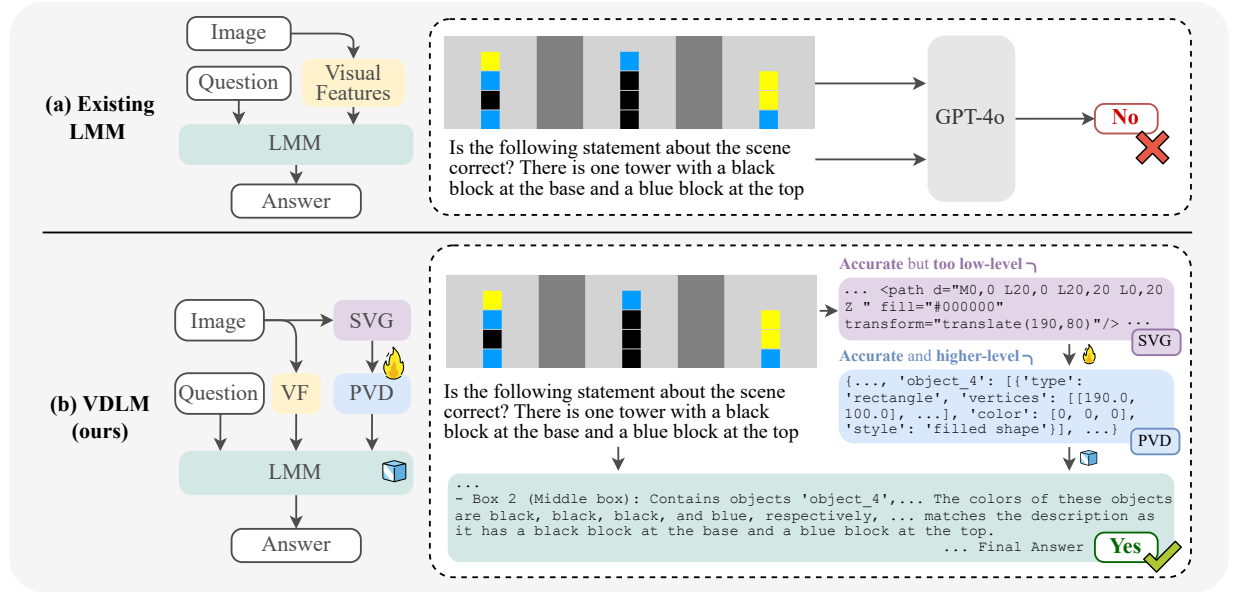 Image
Question
Visual
Features
(a) Existing
LMM
LMM
Answer
Is the following statement about the scene
correct? There is one tower with a black
block at the base and a blue block at the top
GPT-4o
No
Accurate but too low-level
Image
SVG
... <path d="M0,0 L20,0 L20,20 L0,20
Z " fill="#000000"
transform="translate(190,80)"/> ...
SVG
Accurate and higher-level
Question
VF
PVD
{..., 'object_4': [{'type':
'rectangle', 'vertices': [[190.0,
100.0], ...], 'color': [0, 0, 0],
'style': 'filled shape'}], ...}
PVD
(b) VDLM
(ours)
Is the following statement about the scene
correct? There is one tower with a black
block at the base and a blue block at the top
LMM
Answer
...
- Box 2 (Middle box): Contains objects 'object_4',... The colors of these objects
are black, black, black, and blue, respectively, ... matches the description as
it has a black block at the base and a blue block at the top.
... Final Answer
Yes